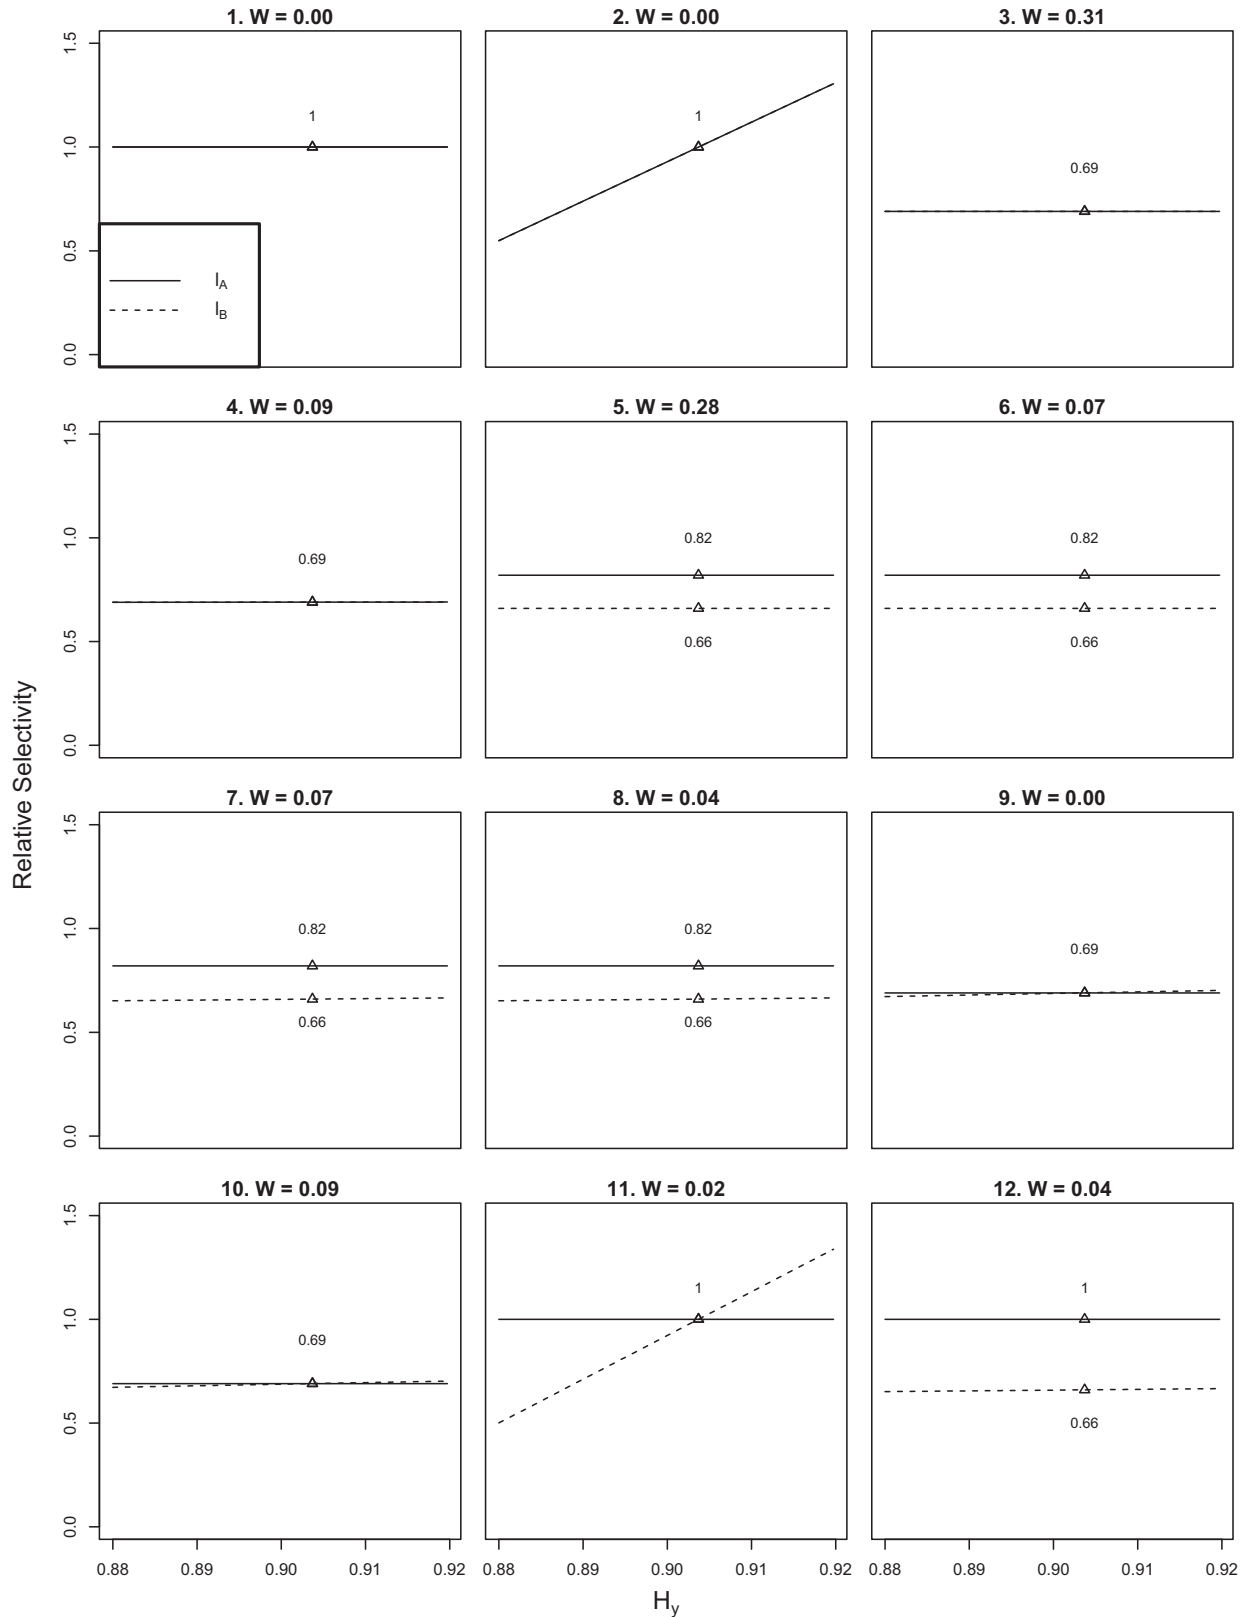 1. W = 0.00
2. W = 0.00
3. W = 0.31
1.5
1.0
0.5
0.0
1
1
0.69
I_A
I_B
4. W = 0.09
5. W = 0.28
6. W = 0.07
1.5
1.0
0.5
0.0
0.69
0.82
0.66
0.82
0.66
Relative Selectivity
7. W = 0.07
8. W = 0.04
9. W = 0.00
1.5
1.0
0.5
0.0
0.82
0.66
0.82
0.66
0.69
10. W = 0.09
11. W = 0.02
12. W = 0.04
1.5
1.0
0.5
0.0
0.69
1
1
0.66
0.88 0.89 0.90 0.91 0.92
0.88 0.89 0.90 0.91 0.92
0.88 0.89 0.90 0.91 0.92
H_y